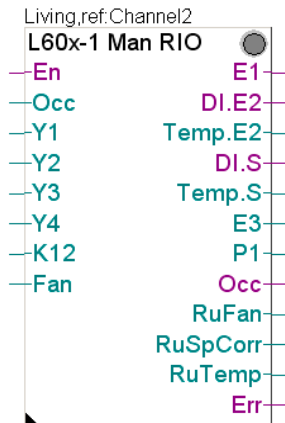 Living,ref:Channel2
L60x-1 Man RIO
En E1
Occ DI.E2
Y1 Temp.E2
Y2 DI.S
Y3 Temp.S
Y4 E3
K12 P1
Fan Occ
RuFan
RuSpCorr
RuTemp
Err